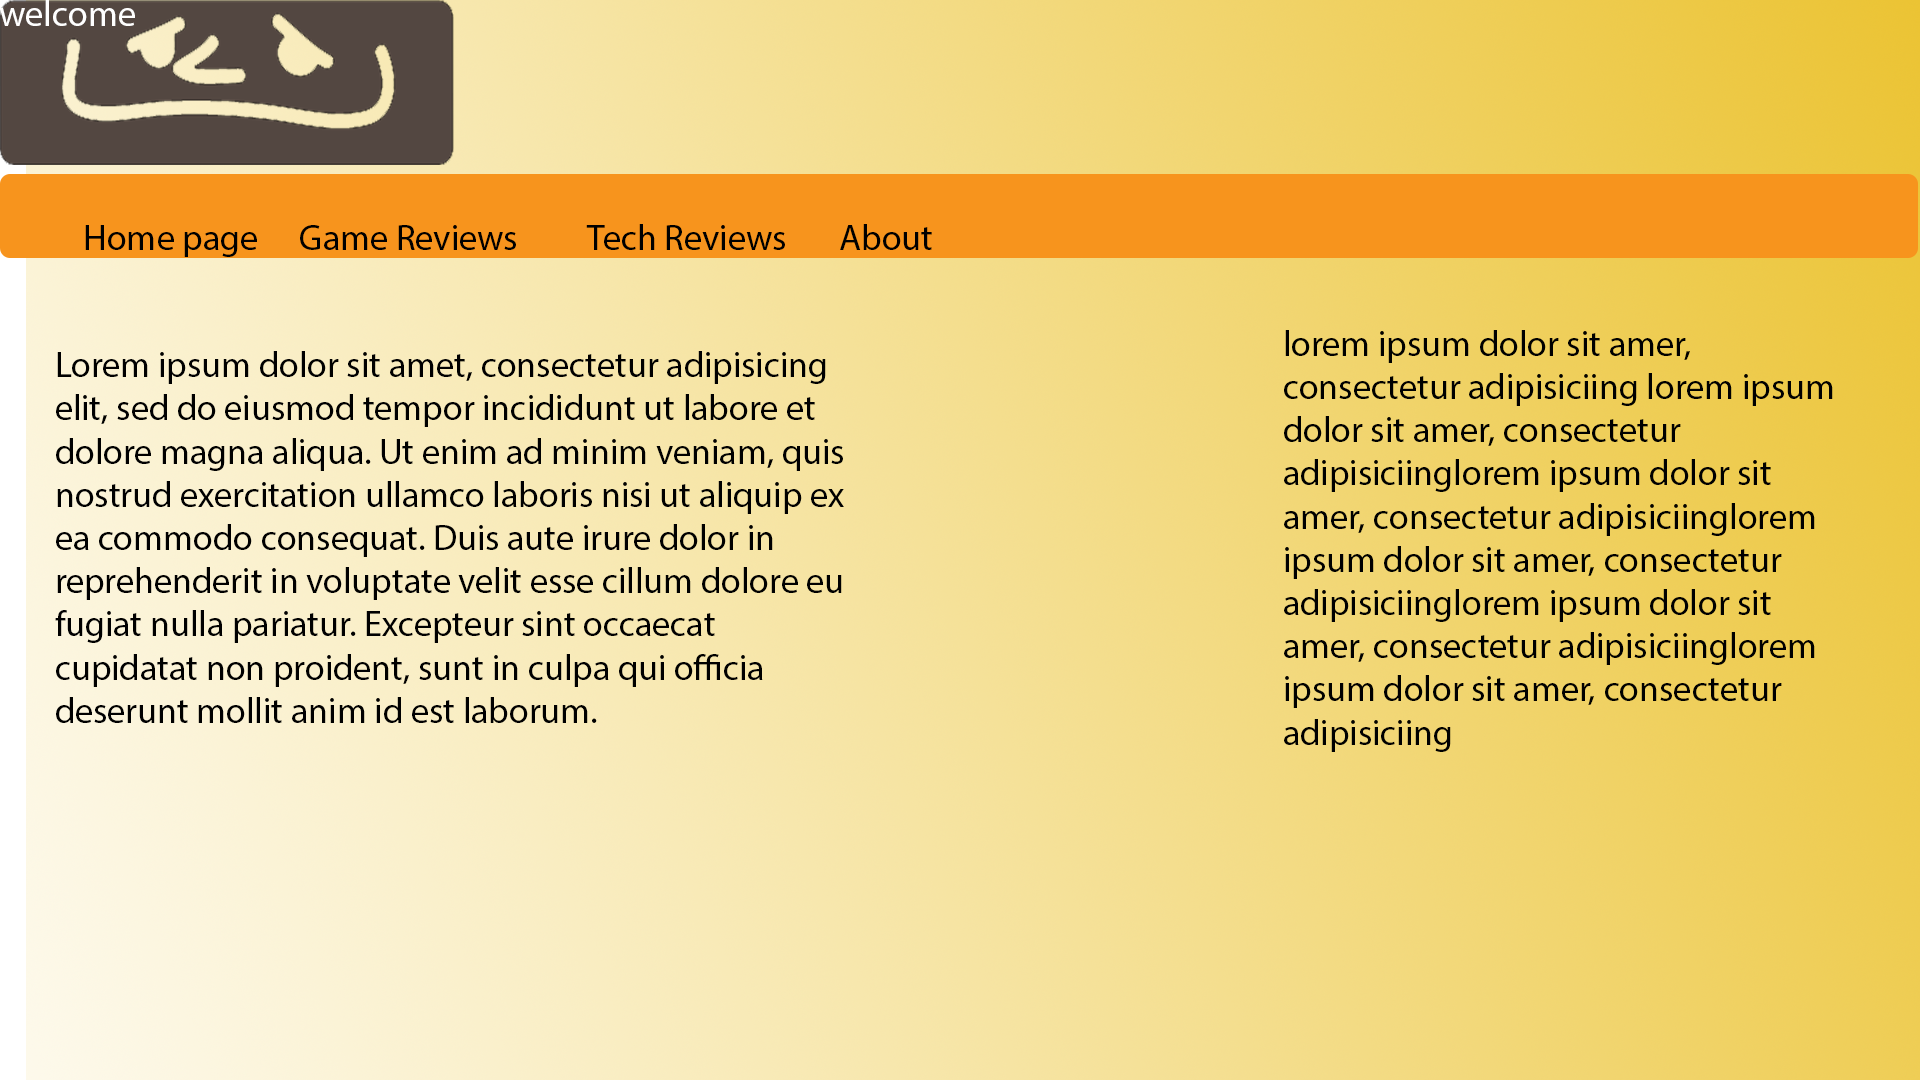 welcome
Home page Game Reviews Tech Reviews About
Lorem ipsum dolor sit amet, consectetur adipisicing
elit, sed do eiusmod tempor incididunt ut labore et
dolore magna aliqua. Ut enim ad minim veniam, quis
nostrud exercitation ullamco laboris nisi ut aliquip ex
ea commodo consequat. Duis aute irure dolor in
reprehenderit in voluptate velit esse cillum dolore eu
fugiat nulla pariatur. Excepteur sint occaecat
cupidatat non proident, sunt in culpa qui officia
deserunt mollit anim id est laborum.
lorem ipsum dolor sit amer,
consectetur adipisiciing lorem ipsum
dolor sit amer, consectetur
adipisiciinglorem ipsum dolor sit
amer, consectetur adipisiciinglorem
ipsum dolor sit amer, consectetur
adipisiciinglorem ipsum dolor sit
amer, consectetur adipisiciinglorem
ipsum dolor sit amer, consectetur
adipisiciing